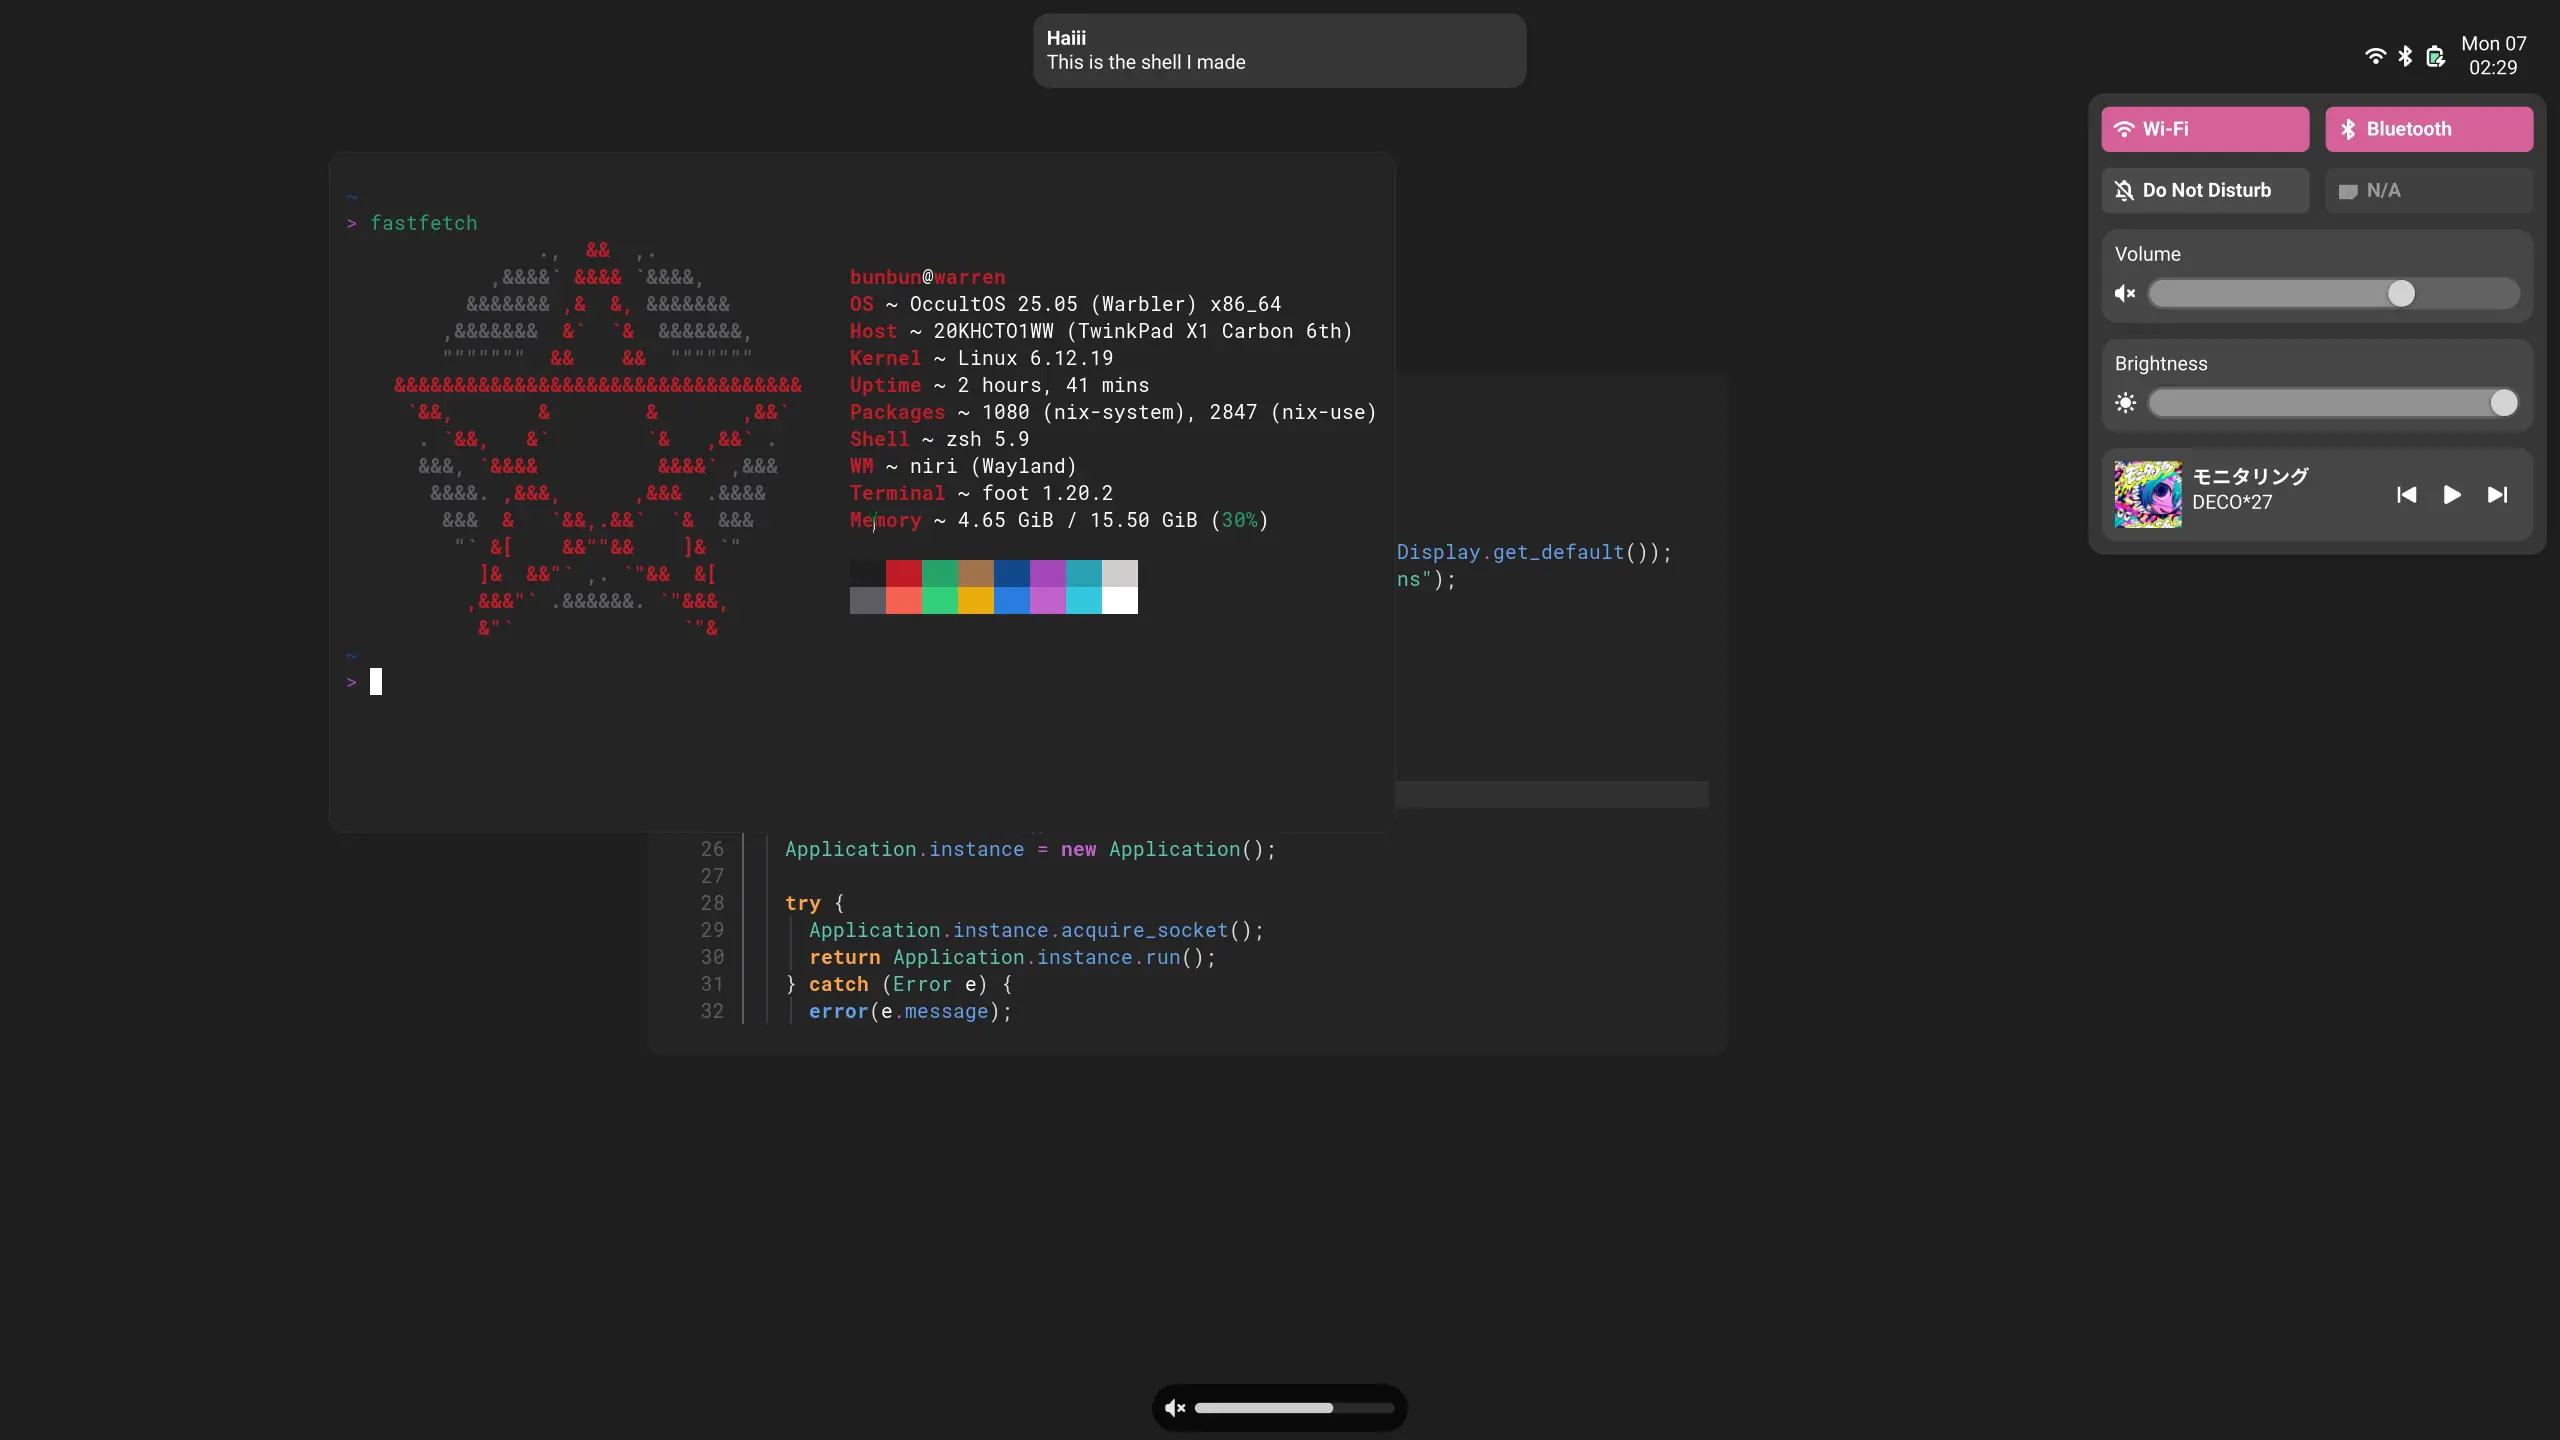 Haiii
This is the shell I made
Mon 07
02:29
Wi-Fi
Bluetooth
Do Not Disturb
N/A
Volume
Brightness
モニタリング
DECO*27
~
> fastfetch
bunbun@warren
OS ~ OccultOS 25.05 (Warbler) x86_64
Host ~ 20KHCTO1WW (TwinkPad X1 Carbon 6th)
Kernel ~ Linux 6.12.19
Uptime ~ 2 hours, 41 mins
Packages ~ 1080 (nix-system), 2847 (nix-use)
Shell ~ zsh 5.9
WM ~ niri (Wayland)
Terminal ~ foot 1.20.2
Memory ~ 4.65 GiB / 15.50 GiB (30%)
~
>
Display.get_default());
ns");
26 Application.instance = new Application();
27
28 try {
29 Application.instance.acquire_socket();
30 return Application.instance.run();
31 } catch (Error e) {
32 error(e.message);